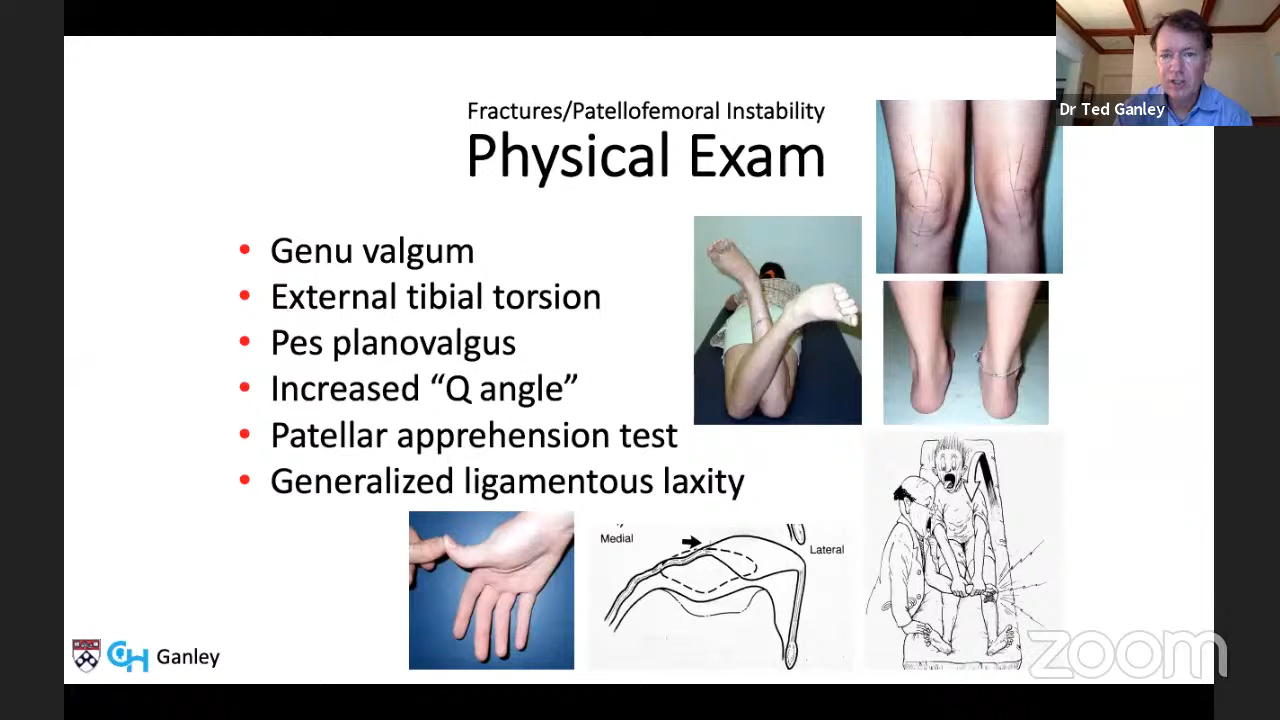 Dr Ted Ganley
Fractures/Patellofemoral Instability
Physical Exam
• Genu valgum
• External tibial torsion
• Pes planovalgus
• Increased “Q angle”
• Patellar apprehension test
• Generalized ligamentous laxity
Medial
Lateral
Ganley
zoom